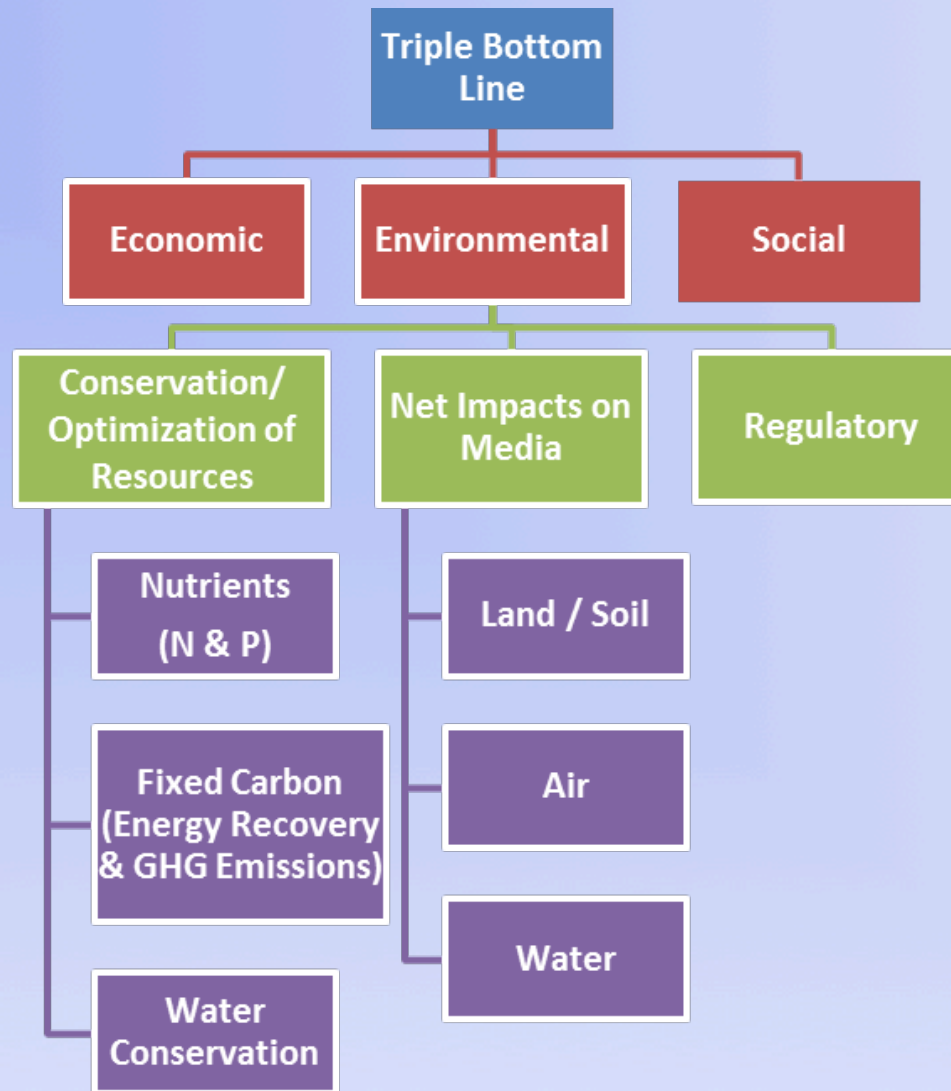 Triple Bottom
Line
Economic
Environmental
Social
Conservation/
Optimization of
Resources
Net Impacts on
Media
Regulatory
Nutrients
(N & P)
Fixed Carbon
(Energy Recovery
& GHG Emissions)
Water
Conservation
Land / Soil
Air
Water